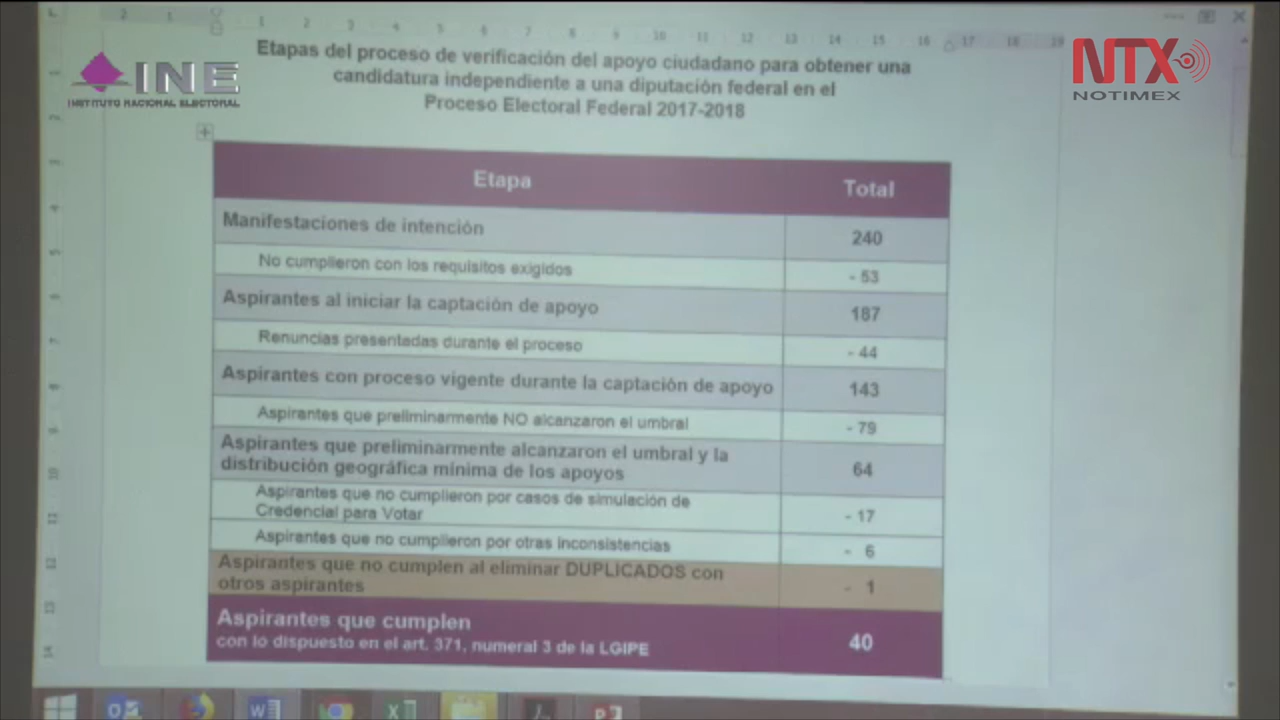 Etapas del proceso de verificación del apoyo ciudadano para obtener una
candidatura independiente a una diputación federal en el
Proceso Electoral Federal 2017-2018
INE
INSTITUTO NACIONAL ELECTORAL
NTX
NOTIMEX
Etapa Total
Manifestaciones de intención 240
No cumplieron con los requisitos exigidos - 53
Aspirantes al iniciar la captación de apoyo 187
Renuncias presentadas durante el proceso - 44
Aspirantes con proceso vigente durante la captación de apoyo 143
Aspirantes que preliminarmente NO alcanzaron el umbral - 79
Aspirantes que preliminarmente alcanzaron el umbral y la
distribución geográfica mínima de los apoyos 64
Aspirantes que no cumplieron por casos de simulación de
Credencial para Votar - 17
Aspirantes que no cumplieron por otras inconsistencias - 6
Aspirantes que no cumplen al eliminar DUPLICADOS con
otros aspirantes - 1
Aspirantes que cumplen
con lo dispuesto en el art. 371, numeral 3 de la LGIPE 40